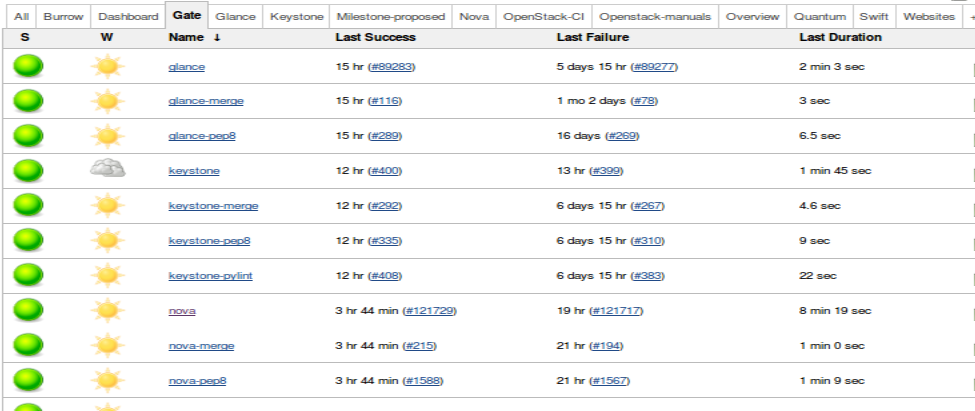 All Burrow Dashboard Gate Glance Keystone Milestone-proposed Nova OpenStack-CI Openstack-manuals Overview Quantum Swift Websites +
S W Name ↓ Last Success Last Failure Last Duration
glance 15 hr (#89283) 5 days 15 hr (#89277) 2 min 3 sec
glance-merge 15 hr (#116) 1 mo 2 days (#78) 3 sec
glance-pep8 15 hr (#289) 16 days (#269) 6.5 sec
keystone 12 hr (#400) 13 hr (#399) 1 min 45 sec
keystone-merge 12 hr (#292) 6 days 15 hr (#267) 4.6 sec
keystone-pep8 12 hr (#335) 6 days 15 hr (#310) 9 sec
keystone-pylint 12 hr (#408) 6 days 15 hr (#383) 22 sec
nova 3 hr 44 min (#121729) 19 hr (#121717) 8 min 19 sec
nova-merge 3 hr 44 min (#215) 21 hr (#194) 1 min 0 sec
nova-pep8 3 hr 44 min (#1588) 21 hr (#1567) 1 min 9 sec